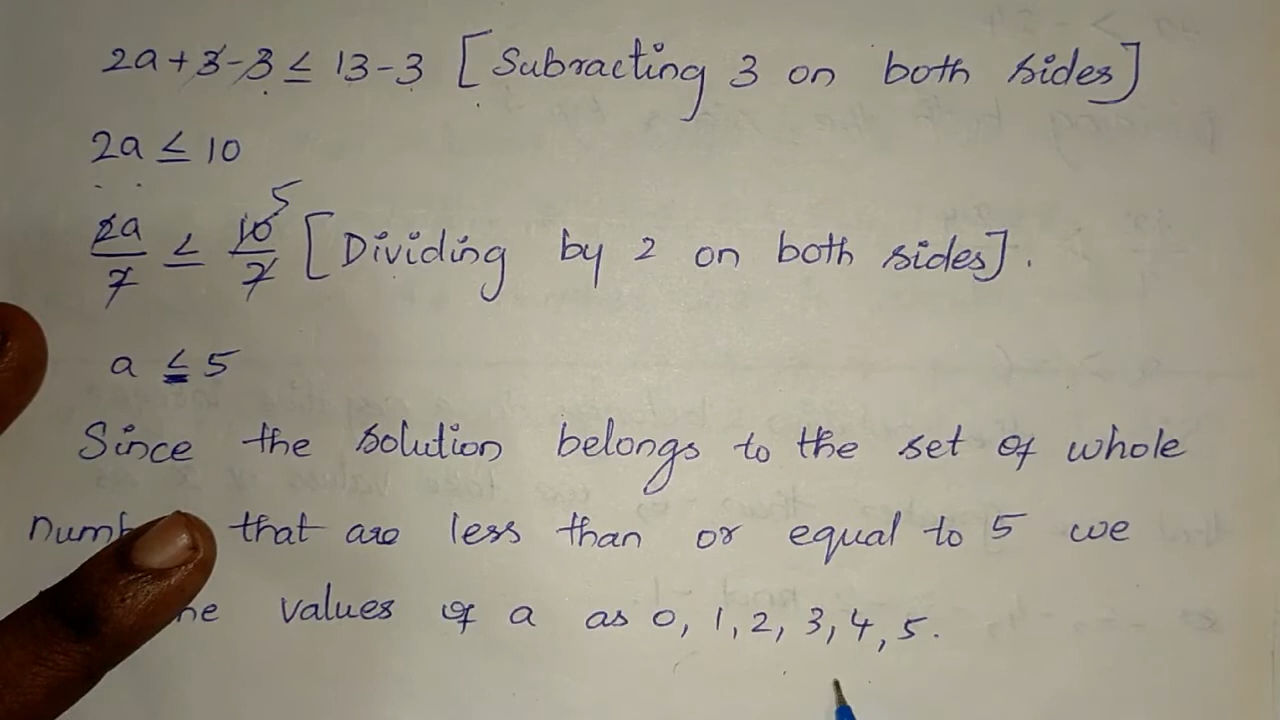 2a + 3 - 3 ≤ 13 - 3 [Subracting 3 on both sides]
2a ≤ 10
5
2a/2 ≤ 10/2 [Dividing by 2 on both sides].
a ≤ 5
Since the solution belongs to the set of whole
that are less than or equal to 5 we
values of a as 0, 1, 2, 3, 4, 5.